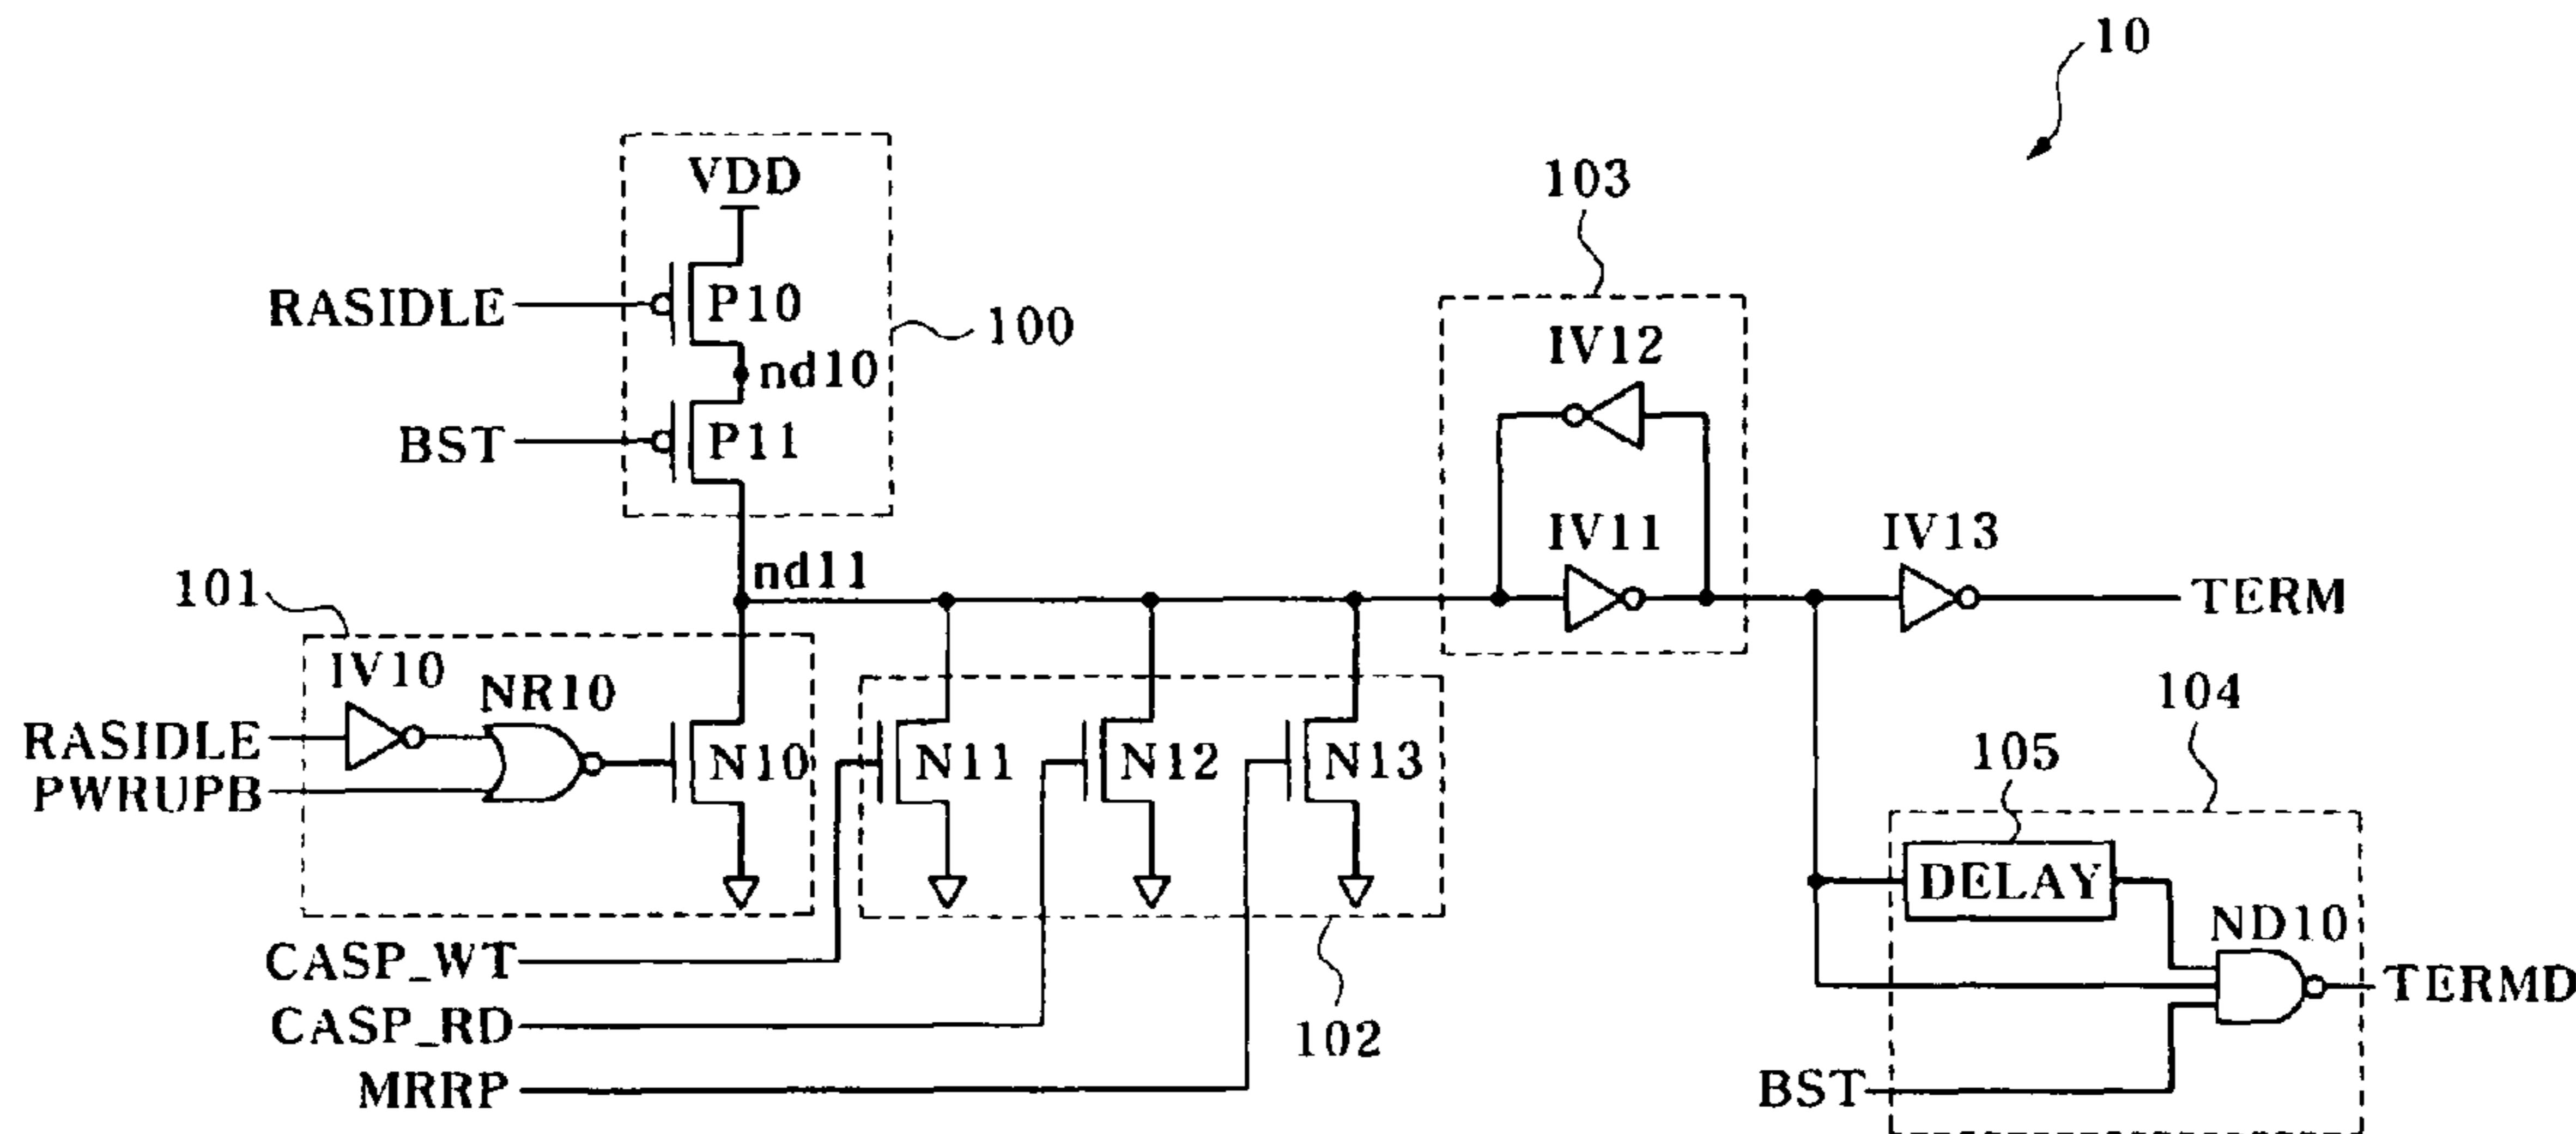 10
VDD
103
RASIDLE
P10
100
nd10
IV12
BST
P11
IV11
IV13
nd11
TERM
101
IV10
NR10
104
RASIDLE
N10
N11
N12
N13
105
PWRUPB
DELAY
ND10
CASP_WT
TERMD
CASP_RD
102
MRRP
BST